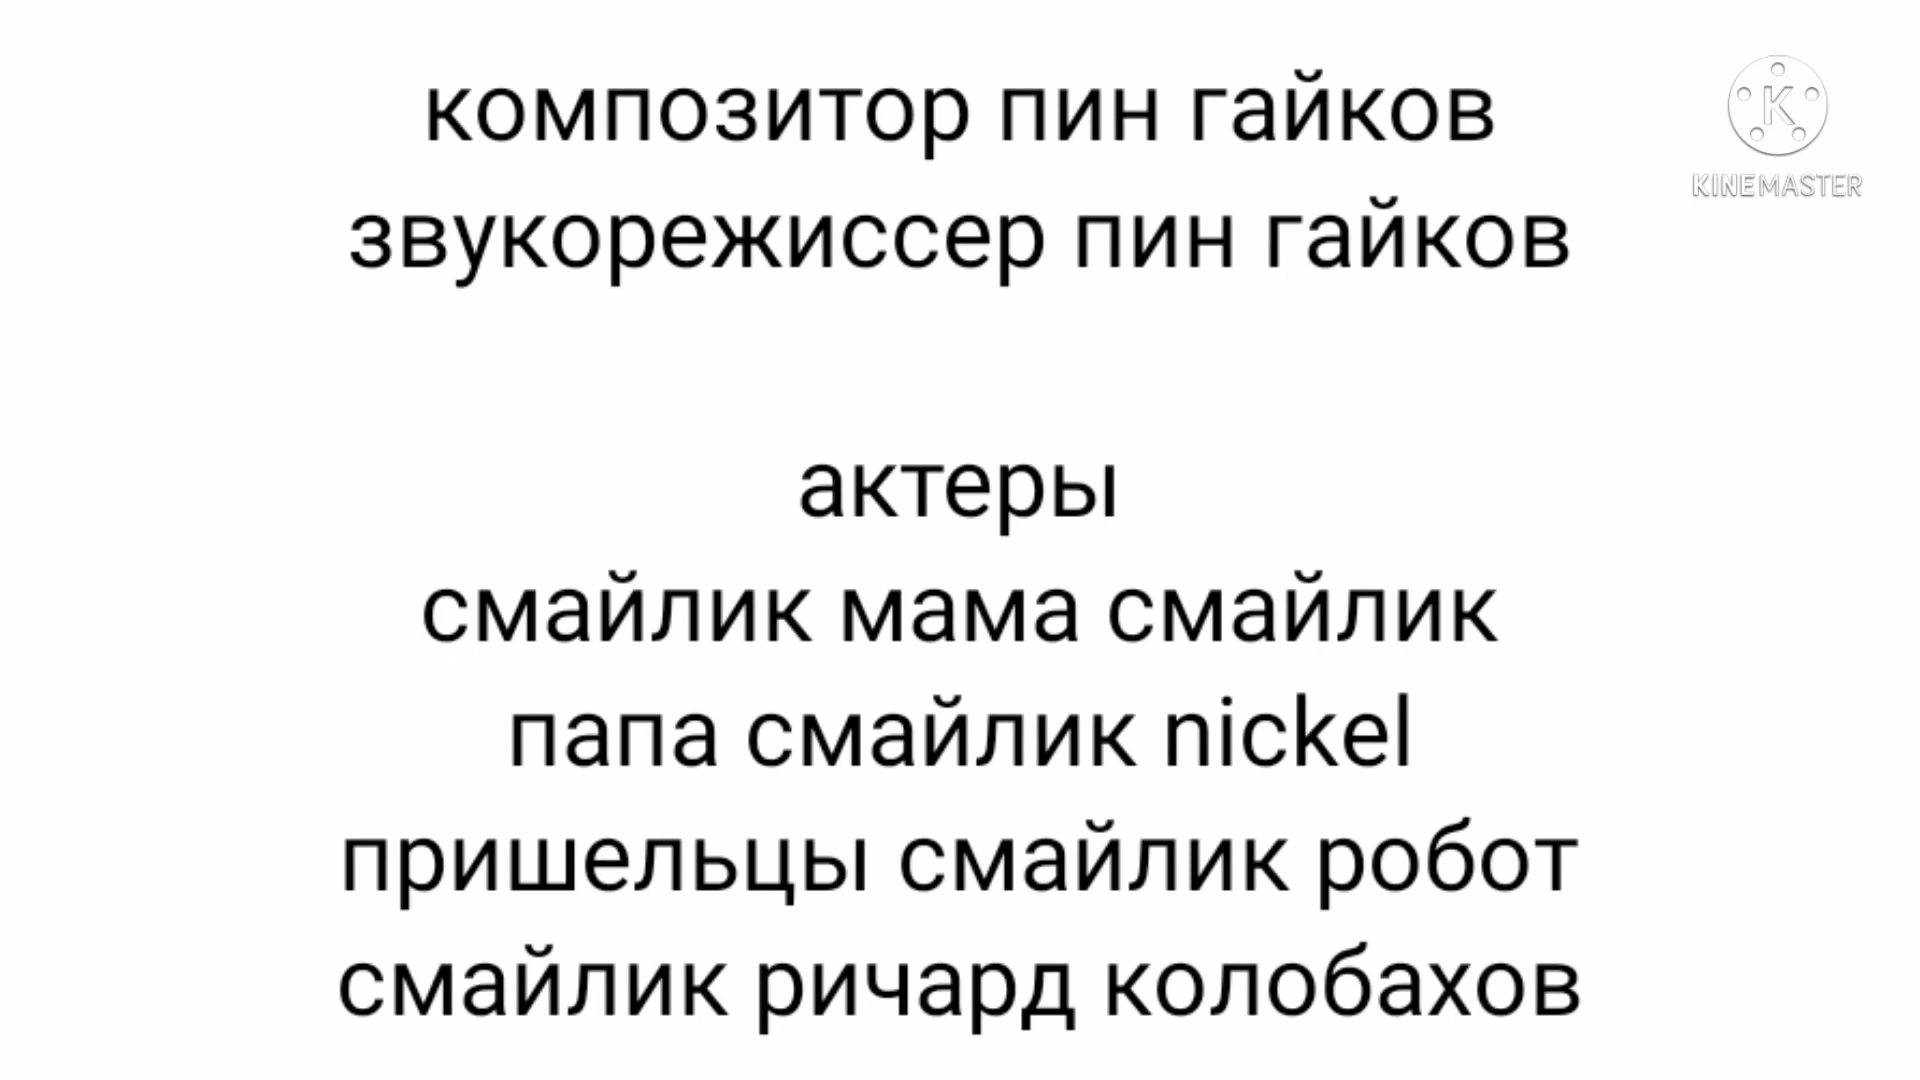 композитор пин гайков
KINEMASTER
звукорежиссер пин гайков
актеры
смайлик мама смайлик
папа смайлик nickel
пришельцы смайлик робот
смайлик ричард колобахов